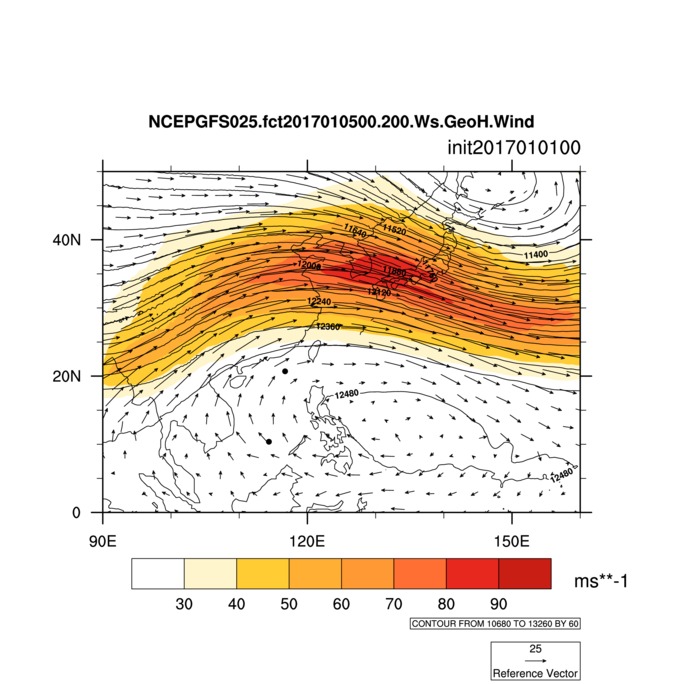 NCEPGFS025.fct2017010500.200.Ws.GeoH.Wind
init2017010100
40N
20N
0
90E 120E 150E
11640
11520
11400
12000
11880
12120
12240
12360
12480
12480
30 40 50 60 70 80 90
ms**-1
CONTOUR FROM 10680 TO 13260 BY 60
25
Reference Vector